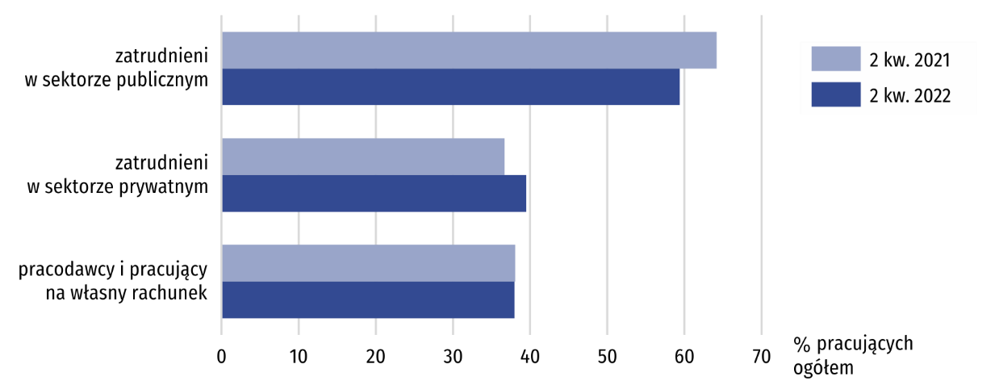 zatrudnieni
w sektorze publicznym
zatrudnieni
w sektorze prywatnym
pracodawcy i pracujący
na własny rachunek
0 10 20 30 40 50 60 70
% pracujących
ogółem
2 kw. 2021
2 kw. 2022